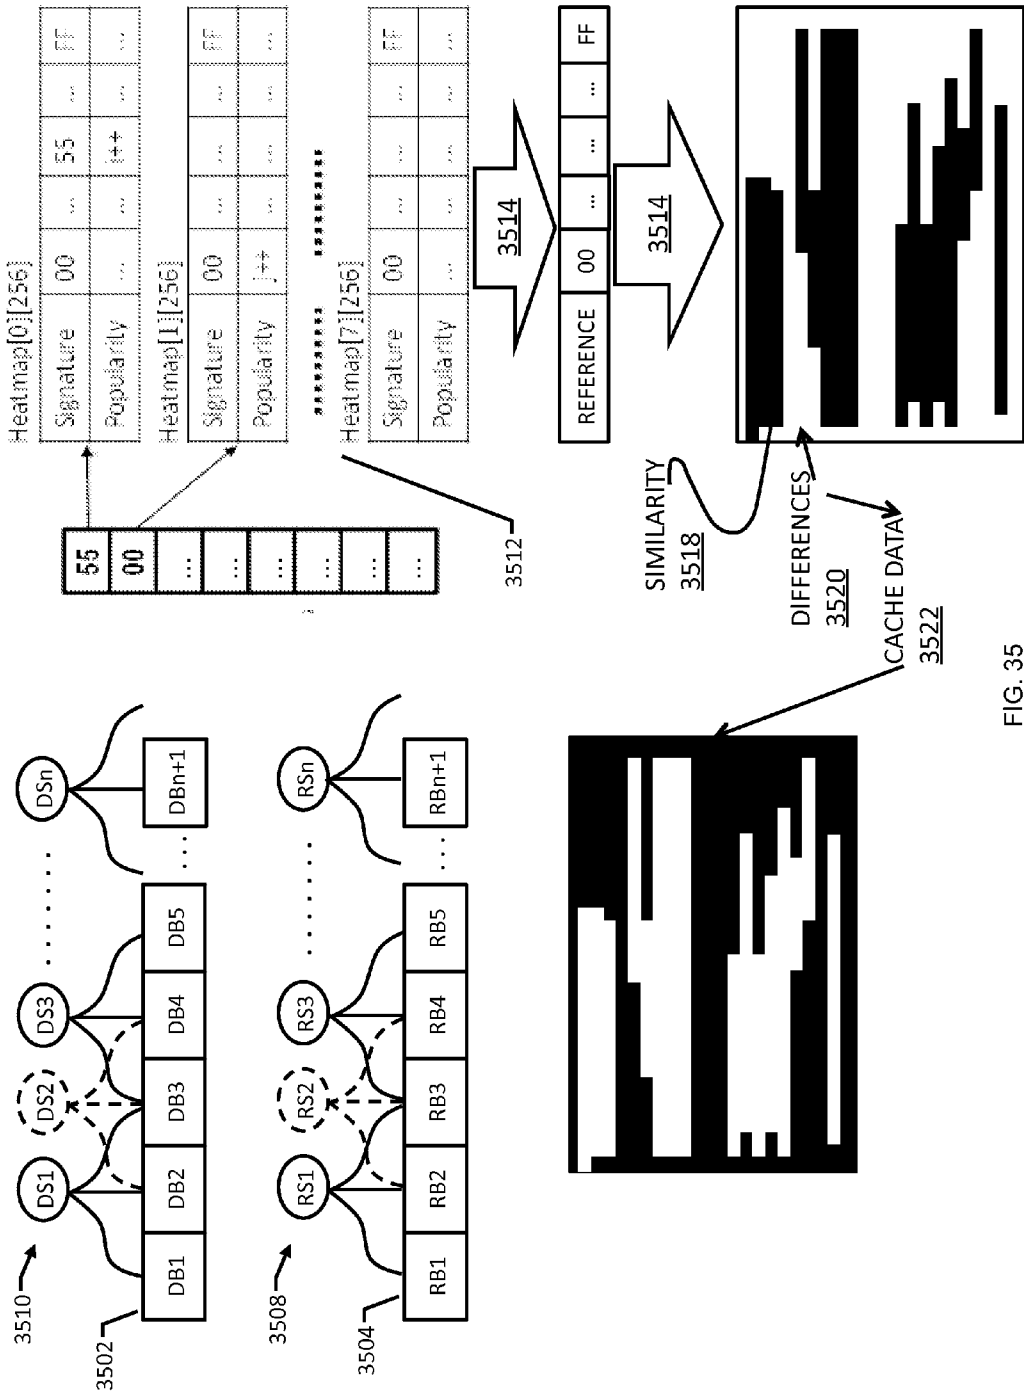 3510
DS1 DS2 DS3 ....... DSn
3502
DB1 DB2 DB3 DB4 DB5 .... DBn+1
3508
RS1 RS2 RS3 ....... RSn
3504
RB1 RB2 RB3 RB4 RB5 .... RBn+1
55
00
...
...
...
...
...
...
Heatmap[0][256]
Signature 00 ... 55 ... FF
Popularity ... ... i++ ... ...
Heatmap[1][256]
Signature 00 ... ... ... FF
Popularity j++ ... ... ... ...
Heatmap[7][256]
Signature 00 ... ... ... FF
Popularity ... ... ... ... ...
3512
3514
REFERENCE 00 ... ... ... FF
3514
SIMILARITY
3518
DIFFERENCES
3520
CACHE DATA
3522
FIG. 35